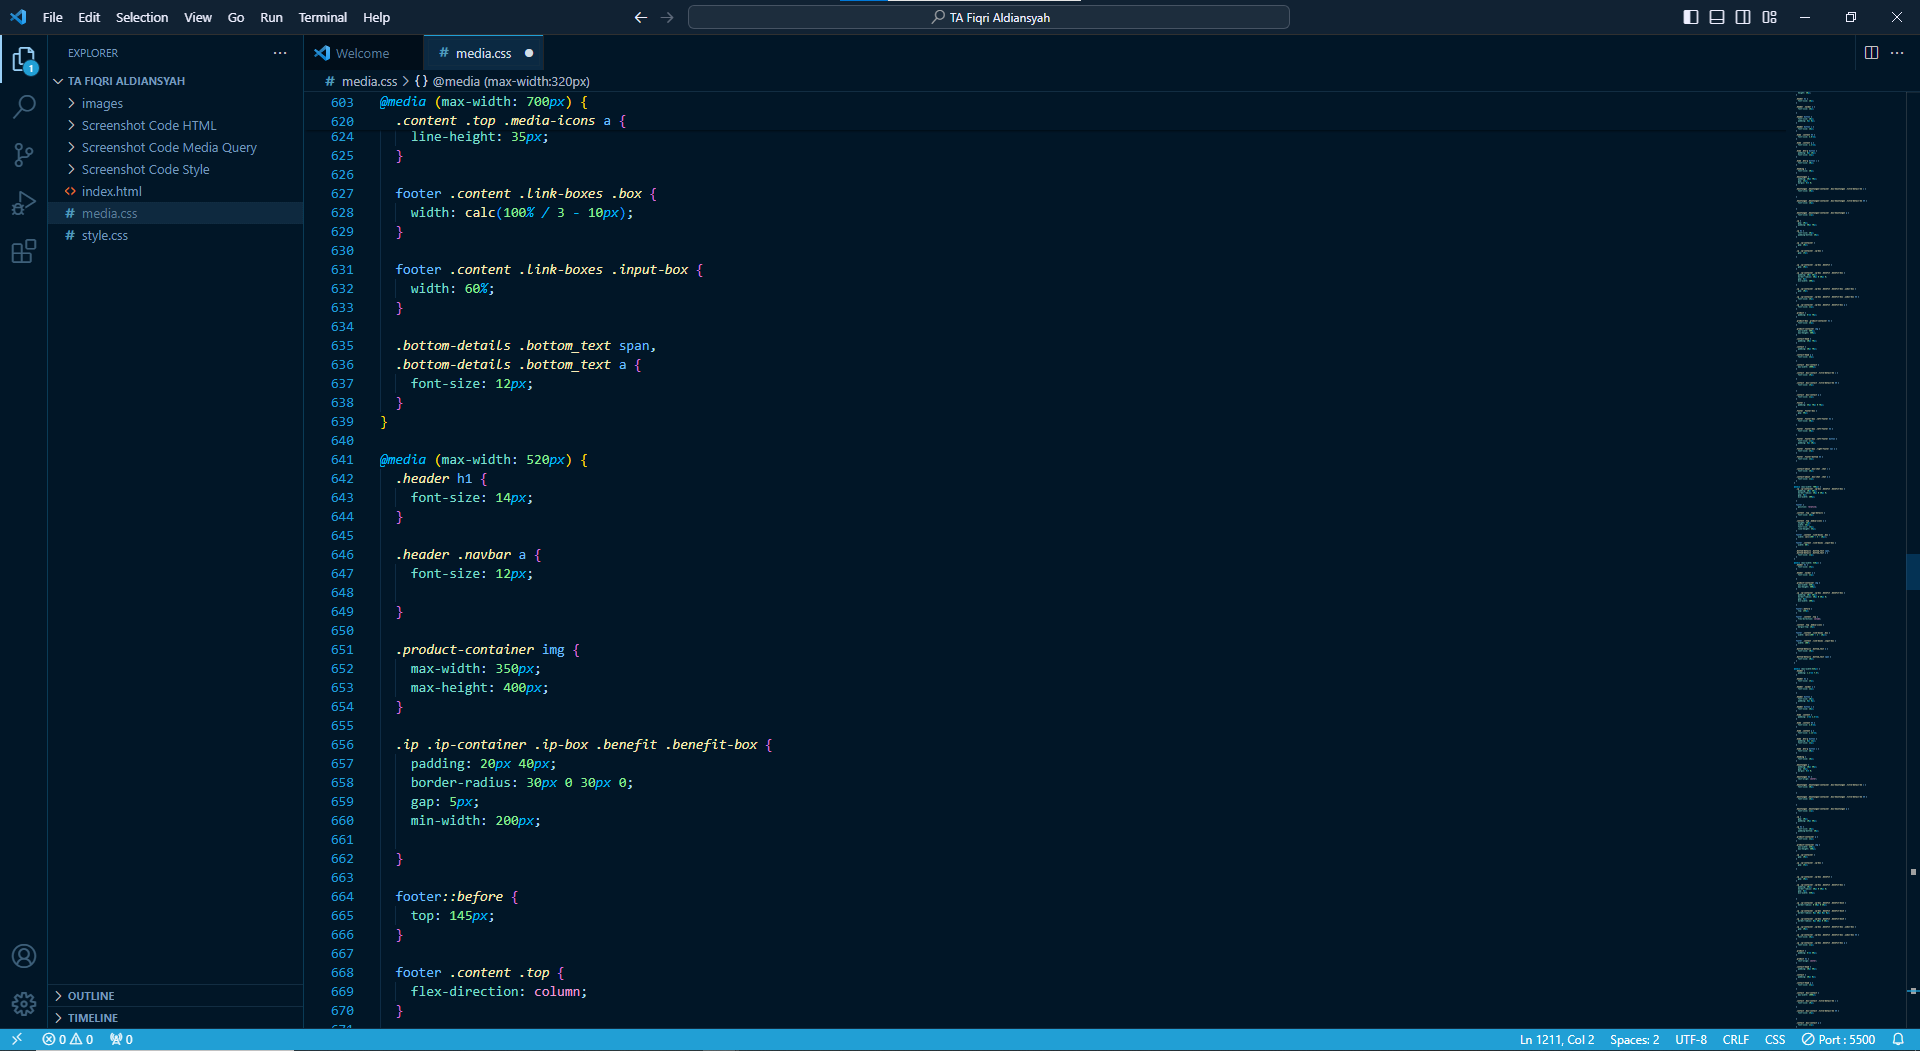 File Edit Selection View Go Run Terminal Help
TA Fiqri Aldiansyah
EXPLORER
TA FIQRI ALDIANSYAH
images
Screenshot Code HTML
Screenshot Code Media Query
Screenshot Code Style
<> index.html
# media.css
# style.css
OUTLINE
TIMELINE
Welcome
# media.css
# media.css > {} @media (max-width:320px)
603 @media (max-width: 700px) {
620 .content .top .media-icons a {
624 line-height: 35px;
625 }
626
627 footer .content .link-boxes .box {
628 width: calc(100% / 3 - 10px);
629 }
630
631 footer .content .link-boxes .input-box {
632 width: 60%;
633 }
634
635 .bottom-details .bottom_text span,
636 .bottom-details .bottom_text a {
637 font-size: 12px;
638 }
639 }
640
641 @media (max-width: 520px) {
642 .header h1 {
643 font-size: 14px;
644 }
645
646 .header .navbar a {
647 font-size: 12px;
648
649 }
650
651 .product-container img {
652 max-width: 350px;
653 max-height: 400px;
654 }
655
656 .ip .ip-container .ip-box .benefit .benefit-box {
657 padding: 20px 40px;
658 border-radius: 30px 0 30px 0;
659 gap: 5px;
660 min-width: 200px;
661
662 }
663
664 footer::before {
665 top: 145px;
666 }
667
668 footer .content .top {
669 flex-direction: column;
670 }
1
0 0 0
Ln 1211, Col 2 Spaces: 2 UTF-8 CRLF CSS Port : 5500